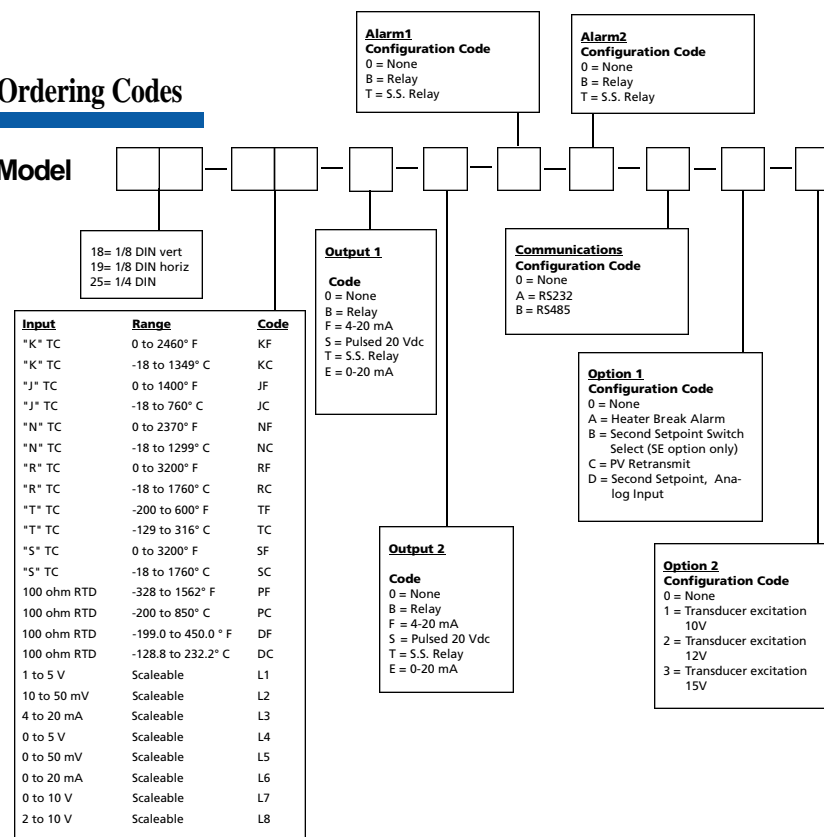 Alarm1
Configuration Code
0 = None
B = Relay
T = S.S. Relay
Alarm2
Configuration Code
0 = None
B = Relay
T = S.S. Relay
Ordering Codes
Model
18= 1/8 DIN vert
19= 1/8 DIN horiz
25= 1/4 DIN
Output 1
Code
0 = None
B = Relay
F = 4-20 mA
S = Pulsed 20 Vdc
T = S.S. Relay
E = 0-20 mA
Communications
Configuration Code
0 = None
A = RS232
B = RS485
Input Range Code
"K" TC 0 to 2460° F KF
"K" TC -18 to 1349° C KC
"J" TC 0 to 1400° F JF
"J" TC -18 to 760° C JC
"N" TC 0 to 2370° F NF
"N" TC -18 to 1299° C NC
"R" TC 0 to 3200° F RF
"R" TC -18 to 1760° C RC
"T" TC -200 to 600° F TF
"T" TC -129 to 316° C TC
"S" TC 0 to 3200° F SF
"S" TC -18 to 1760° C SC
100 ohm RTD -328 to 1562° F PF
100 ohm RTD -200 to 850° C PC
100 ohm RTD -199.0 to 450.0 ° F DF
100 ohm RTD -128.8 to 232.2° C DC
1 to 5 V Scaleable L1
10 to 50 mV Scaleable L2
4 to 20 mA Scaleable L3
0 to 5 V Scaleable L4
0 to 50 mV Scaleable L5
0 to 20 mA Scaleable L6
0 to 10 V Scaleable L7
2 to 10 V Scaleable L8
Option 1
Configuration Code
0 = None
A = Heater Break Alarm
B = Second Setpoint Switch
Select (SE option only)
C = PV Retransmit
D = Second Setpoint, Ana-
log Input
Output 2
Code
0 = None
B = Relay
F = 4-20 mA
S = Pulsed 20 Vdc
T = S.S. Relay
E = 0-20 mA
Option 2
Configuration Code
0 = None
1 = Transducer excitation
10V
2 = Transducer excitation
12V
3 = Transducer excitation
15V